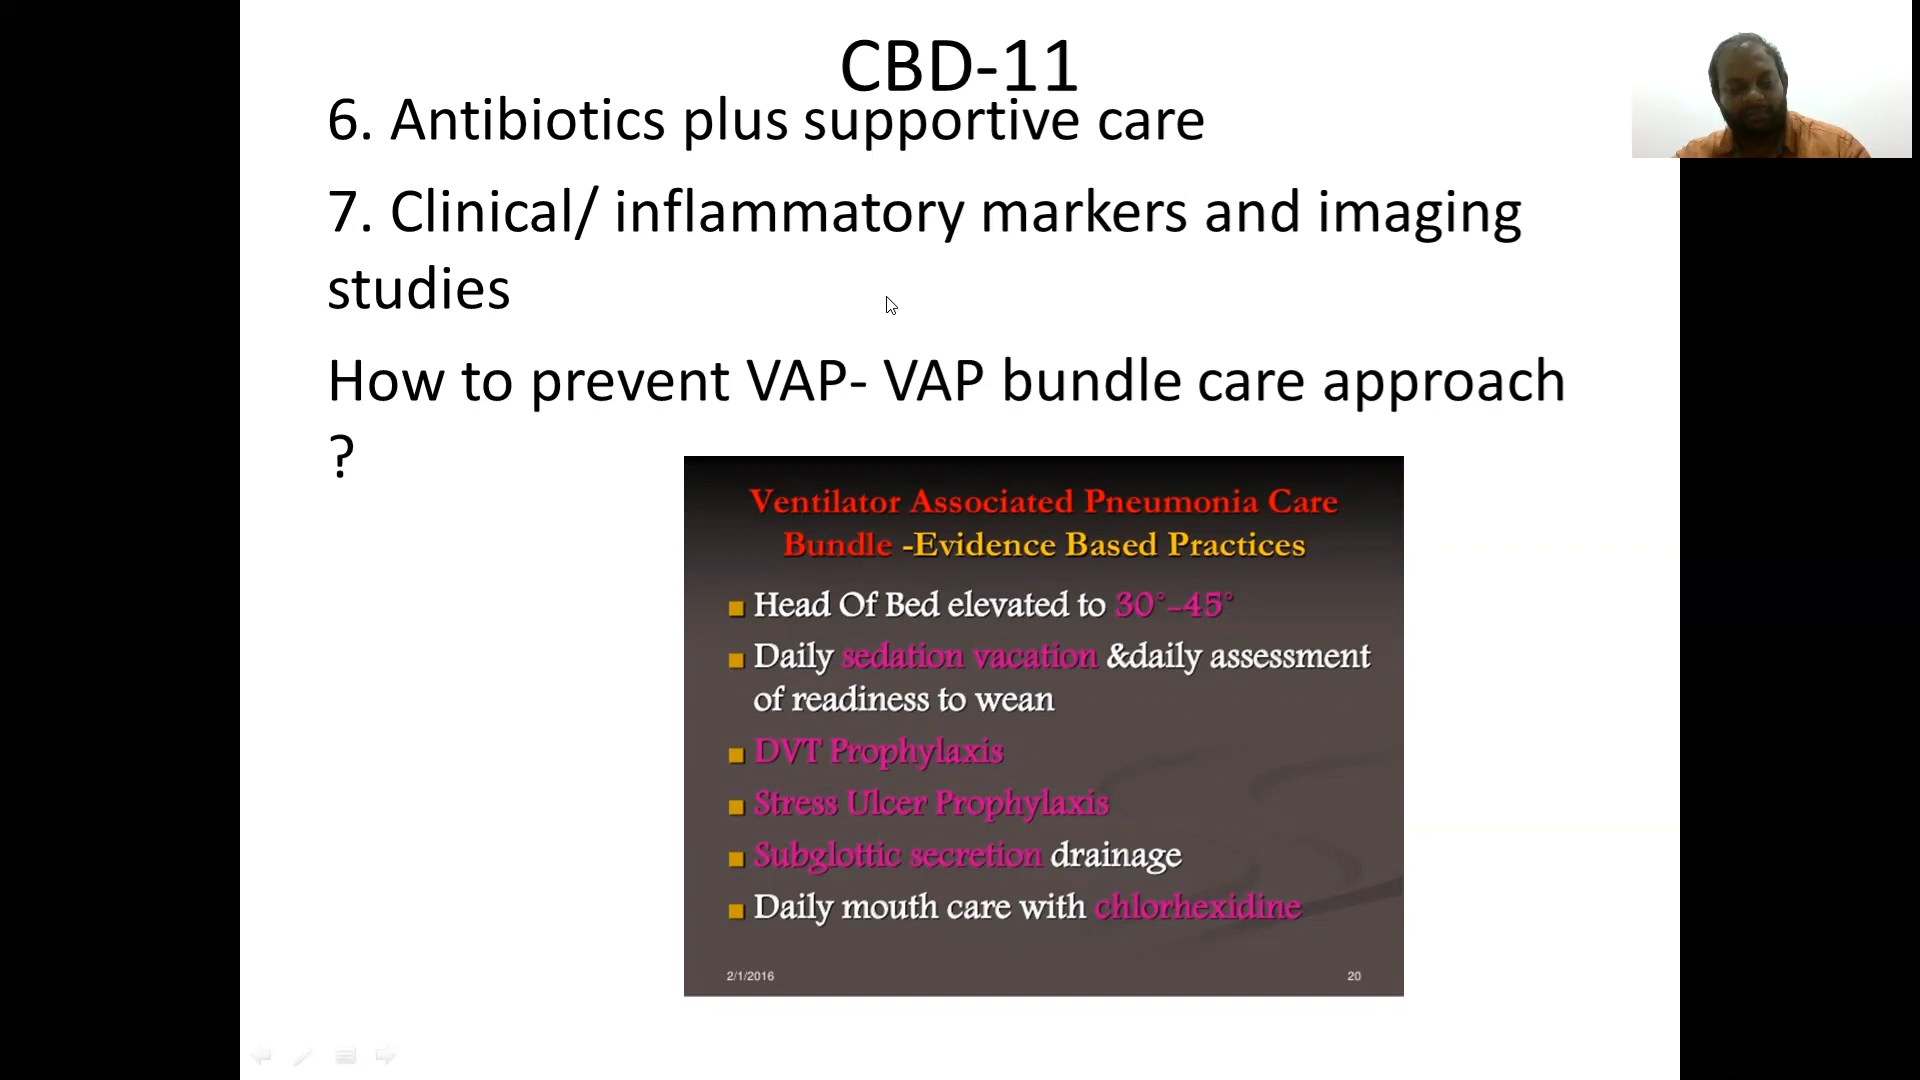 CBD-11
6. Antibiotics plus supportive care
7. Clinical/ inflammatory markers and imaging
studies
How to prevent VAP- VAP bundle care approach
?
Ventilator Associated Pneumonia Care
Bundle -Evidence Based Practices
Head Of Bed elevated to 30°-45°
Daily sedation vacation &daily assessment
of readiness to wean
DVT Prophylaxis
Stress Ulcer Prophylaxis
Subglottic secretion drainage
Daily mouth care with chlorhexidine
2/1/2016
20